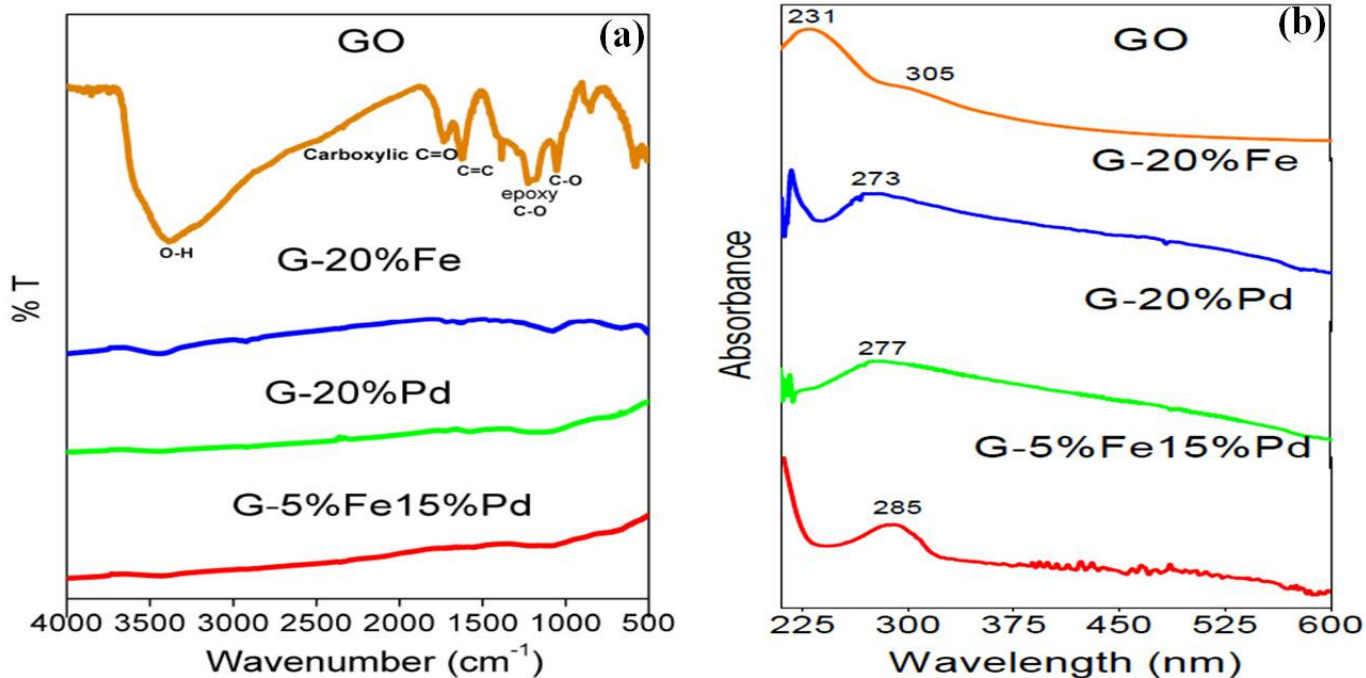 GO
(a)
Carboxylic C=O
C=C
epoxy
C-O
C-O
O-H
G-20%Fe
G-20%Pd
G-5%Fe15%Pd
% T
4000 3500 3000 2500 2000 1500 1000 500
Wavenumber (cm⁻¹)
231
(b)
GO
305
G-20%Fe
273
G-20%Pd
277
G-5%Fe15%Pd
285
Absorbance
225 300 375 450 525 600
Wavelength (nm)